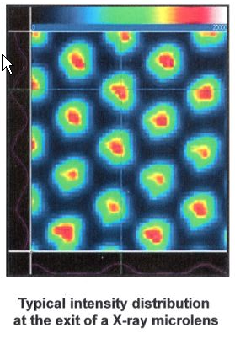 Typical intensity distribution
at the exit of a X-ray microlens